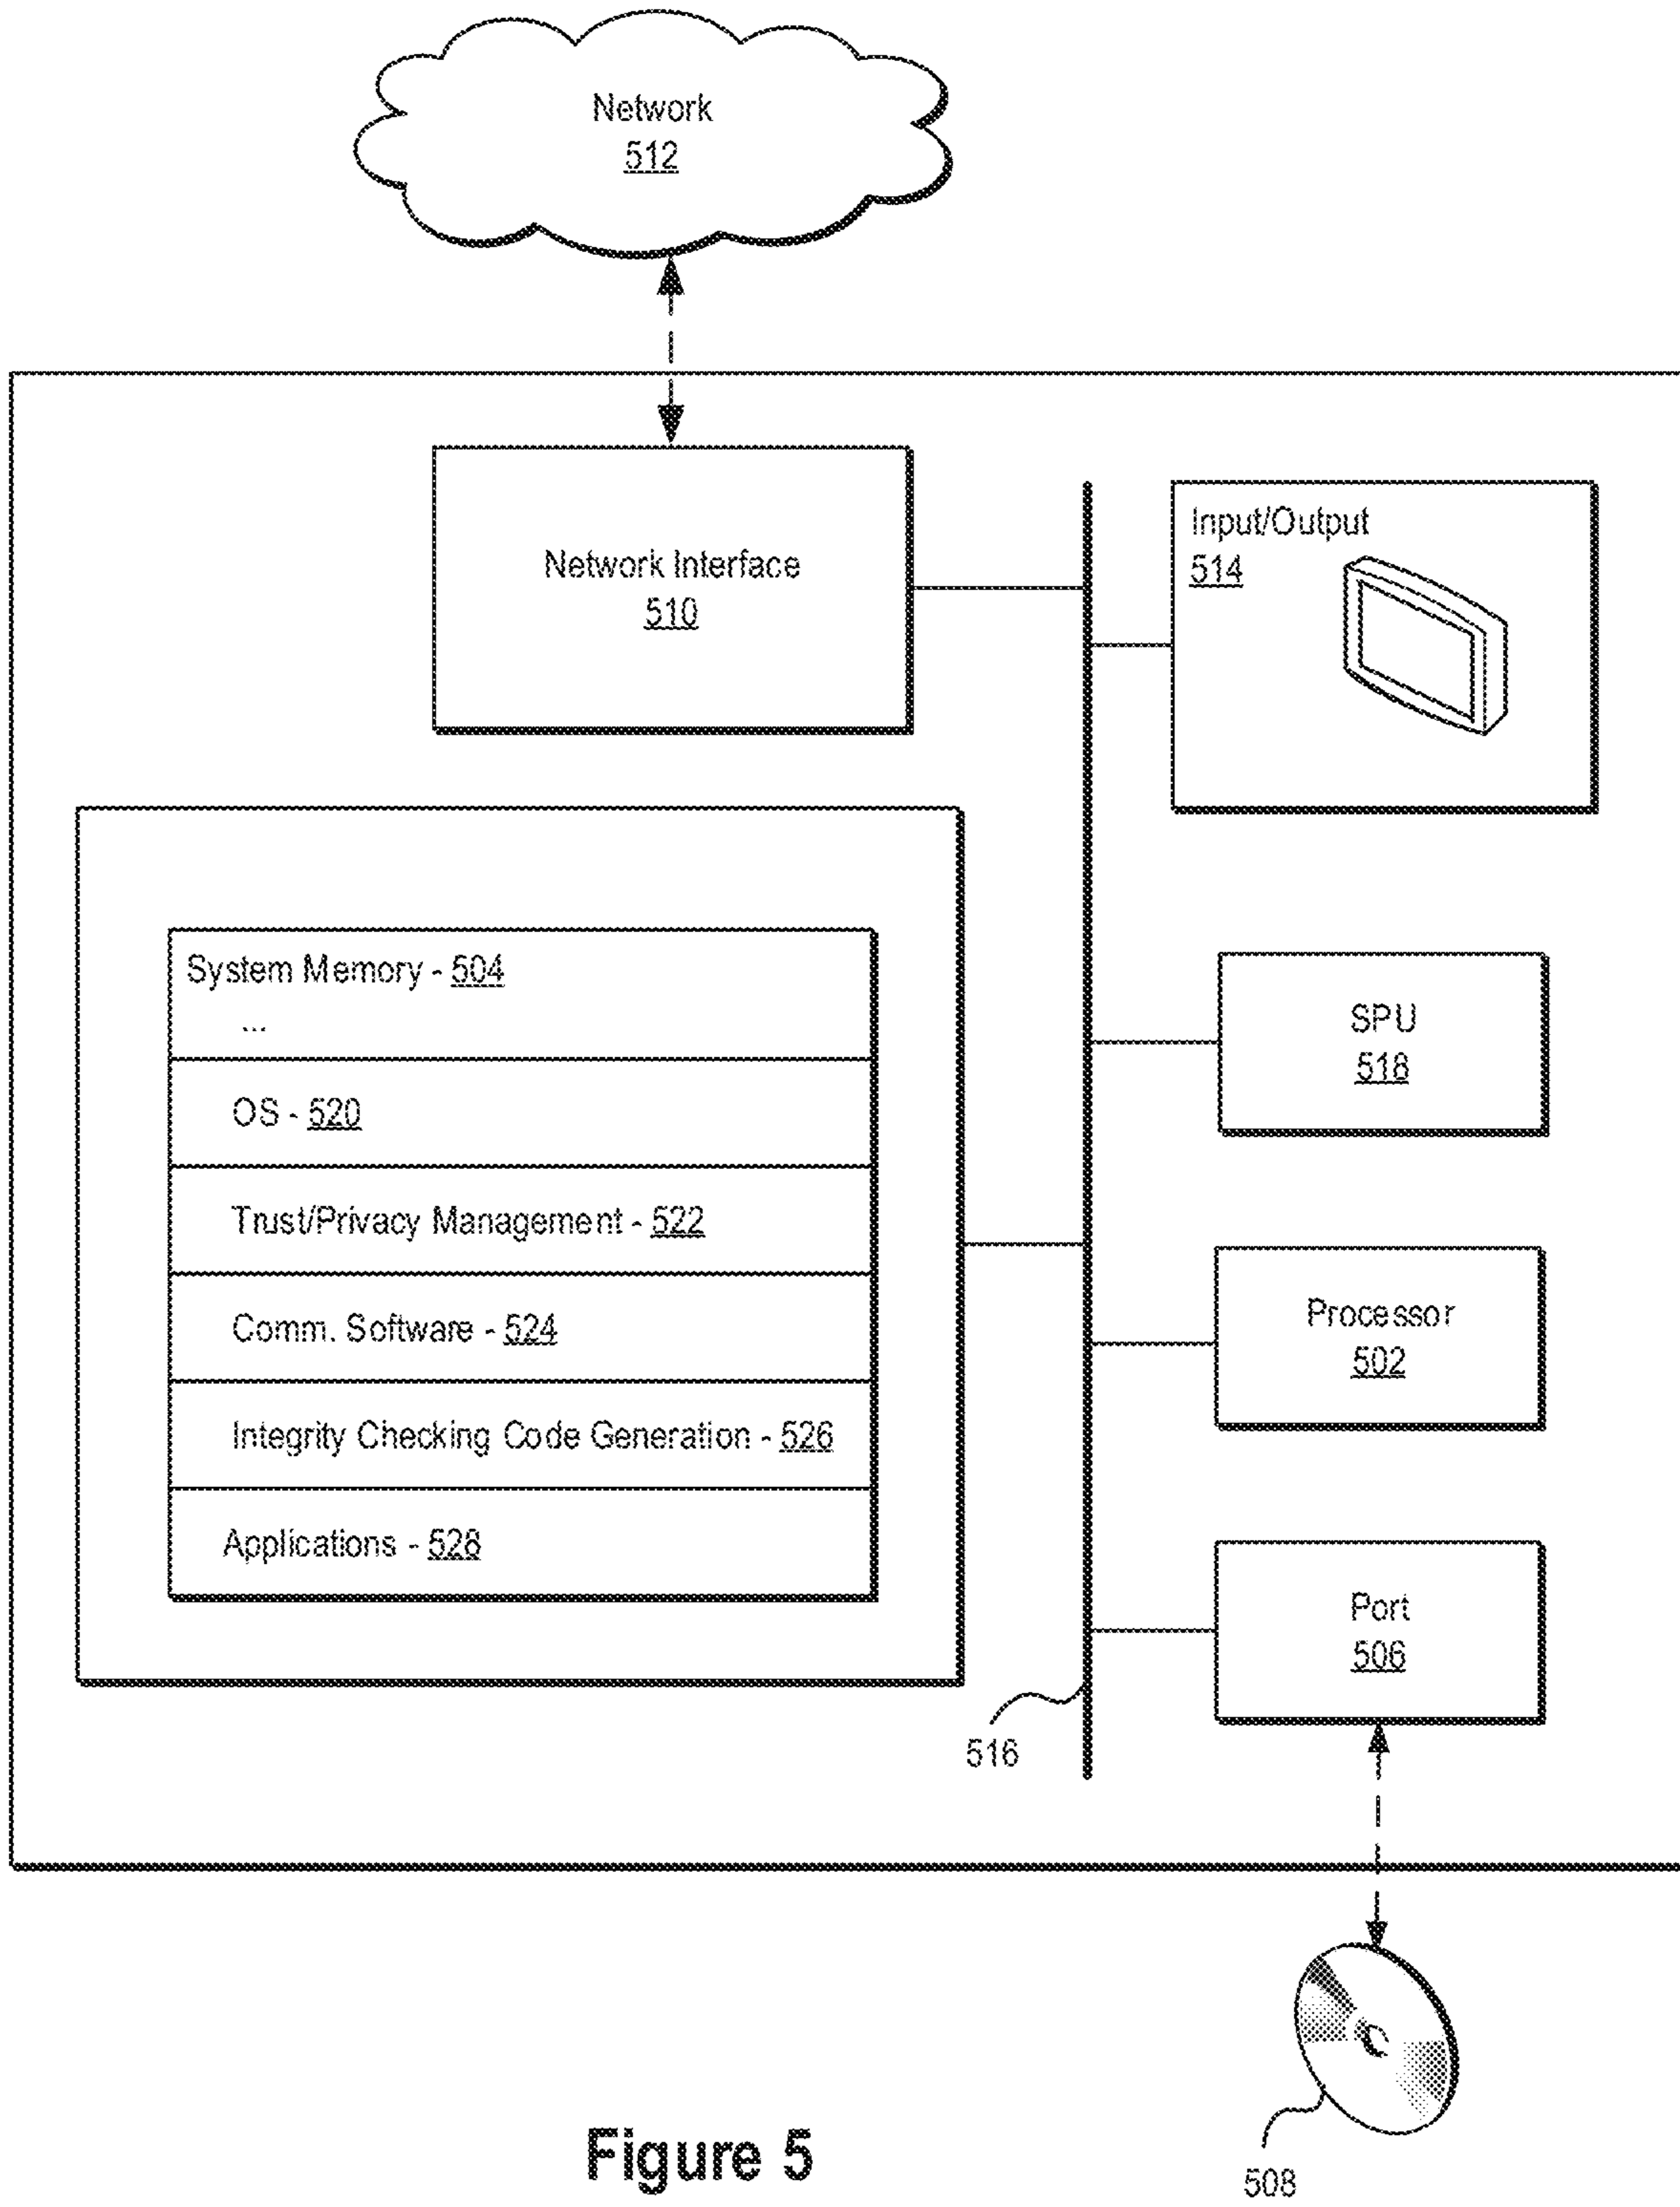 Network
512
Network Interface
510
Input/Output
514
System Memory - 504
...
OS - 520
Trust/Privacy Management - 522
Comm. Software - 524
Integrity Checking Code Generation - 526
Applications - 528
SPU
518
Processor
502
Port
506
516
508
Figure 5